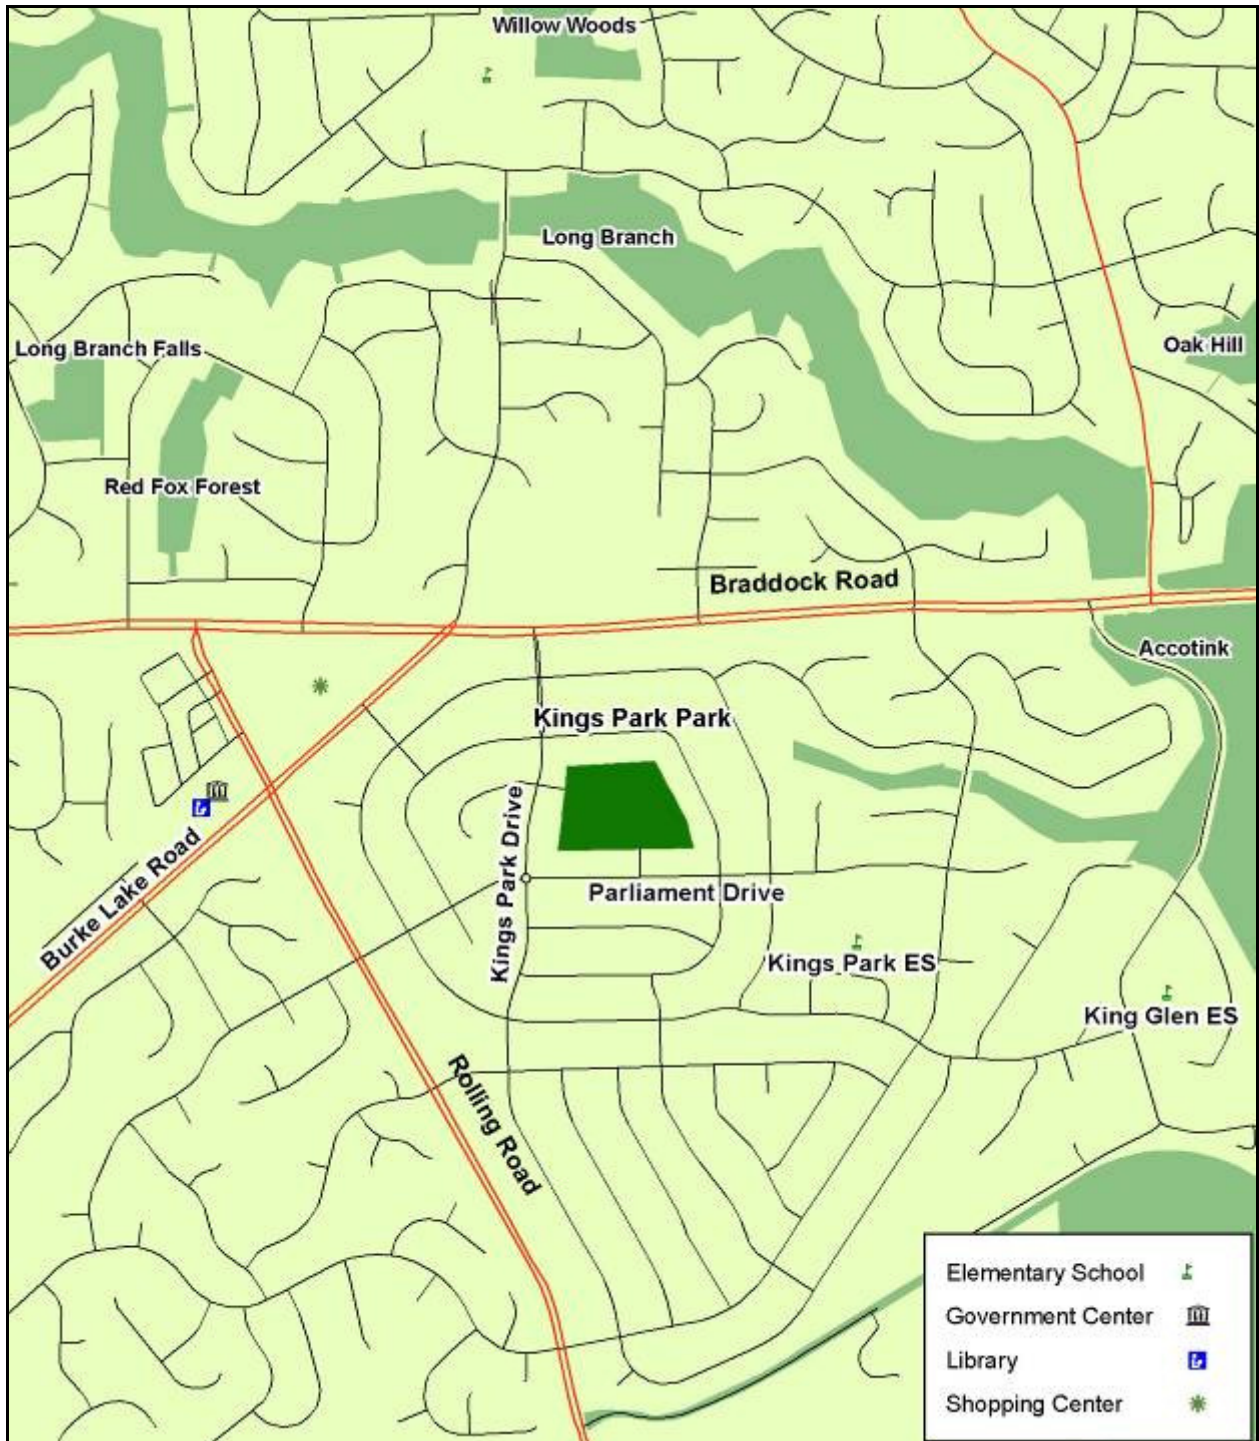 Willow Woods
Long Branch
Long Branch Falls
Oak Hill
Red Fox Forest
Braddock Road
Accotink
Kings Park Park
Kings Park Drive
Burke Lake Road
Parliament Drive
Kings Park ES
King Glen ES
Rolling Road
Elementary School
Government Center
Library
Shopping Center